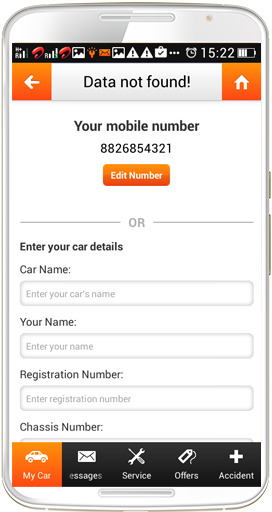 15:22
Data not found!
Your mobile number
8826854321
Edit Number
OR
Enter your car details
Car Name:
Enter your car's name
Your Name:
Enter your name
Registration Number:
Enter registration number
Chassis Number:
My Car essages Service Offers Accident